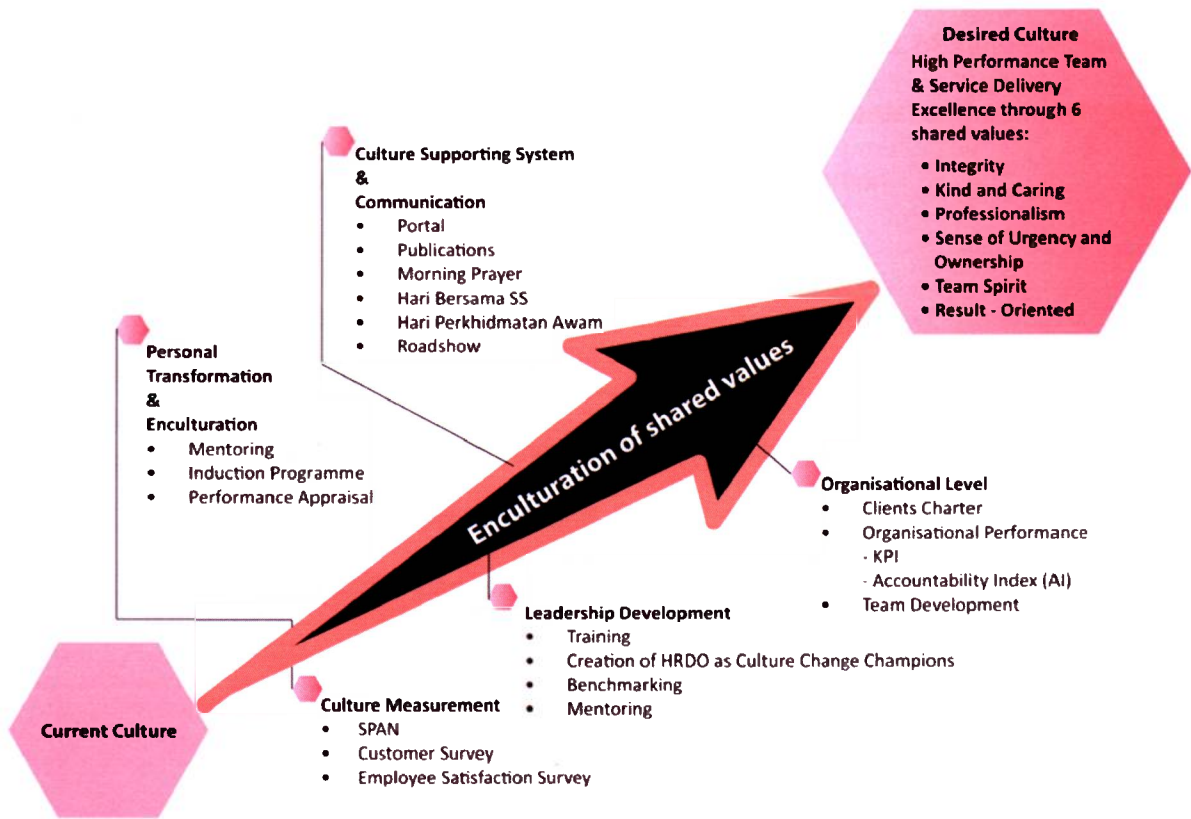 Desired Culture
High Performance Team
& Service Delivery
Excellence through 6
shared values:
• Integrity
• Kind and Caring
• Professionalism
• Sense of Urgency and
Ownership
• Team Spirit
• Result - Oriented
Culture Supporting System
&
Communication
• Portal
• Publications
• Morning Prayer
• Hari Bersama SS
• Hari Perkhidmatan Awam
• Roadshow
Personal
Transformation
&
Enculturation
• Mentoring
• Induction Programme
• Performance Appraisal
Enculturation of shared values
Organisational Level
• Clients Charter
• Organisational Performance
- KPI
- Accountability Index (AI)
• Team Development
Leadership Development
• Training
• Creation of HRDO as Culture Change Champions
• Benchmarking
• Mentoring
Culture Measurement
• SPAN
• Customer Survey
• Employee Satisfaction Survey
Current Culture